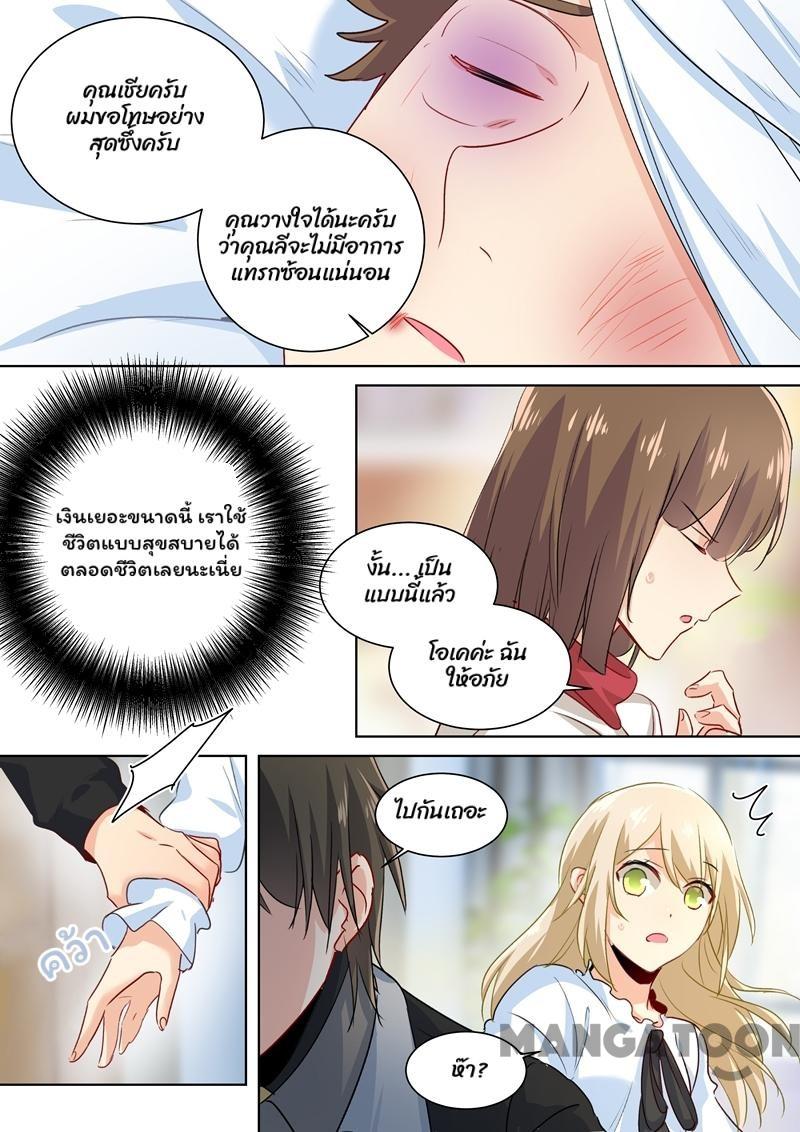 คุณเซียครับ
ผมขอโทษอย่าง
สุดซึ้งครับ
คุณวางใจได้นะครับ
ว่าคุณลีจะไม่มีอาการ
แทรกซ้อนแน่นอน
เงินเยอะขนาดนี้ เราใช้
ชีวิตแบบสุขสบายได้
ตลอดชีวิตเลยนะเนี่ย
งั้น... เป็น
แบบนี้แล้ว
โอเคค่ะ ฉัน
ให้อภัย
คว้า
ไปกันเถอะ
ห๊า?
MANGATOON